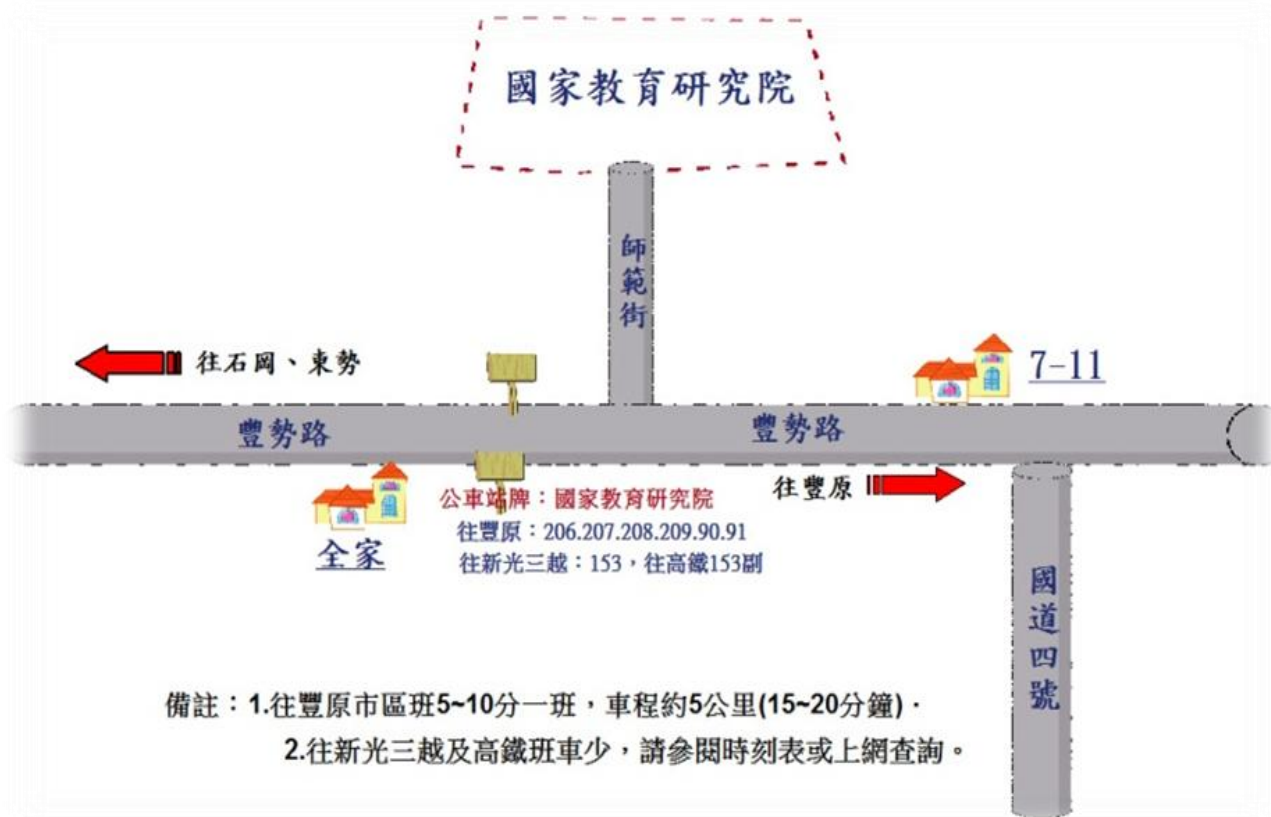 國家教育研究院
師範街
往石岡、東勢
7-11
豐勢路
豐勢路
往豐原
公車站牌：國家教育研究院
往豐原：206.207.208.209.90.91
往新光三越：153，往高鐵153副
全家
國道四號
備註：1.往豐原市區班5~10分一班，車程約5公里(15~20分鐘)．
2.往新光三越及高鐵班車少，請參閱時刻表或上網查詢。